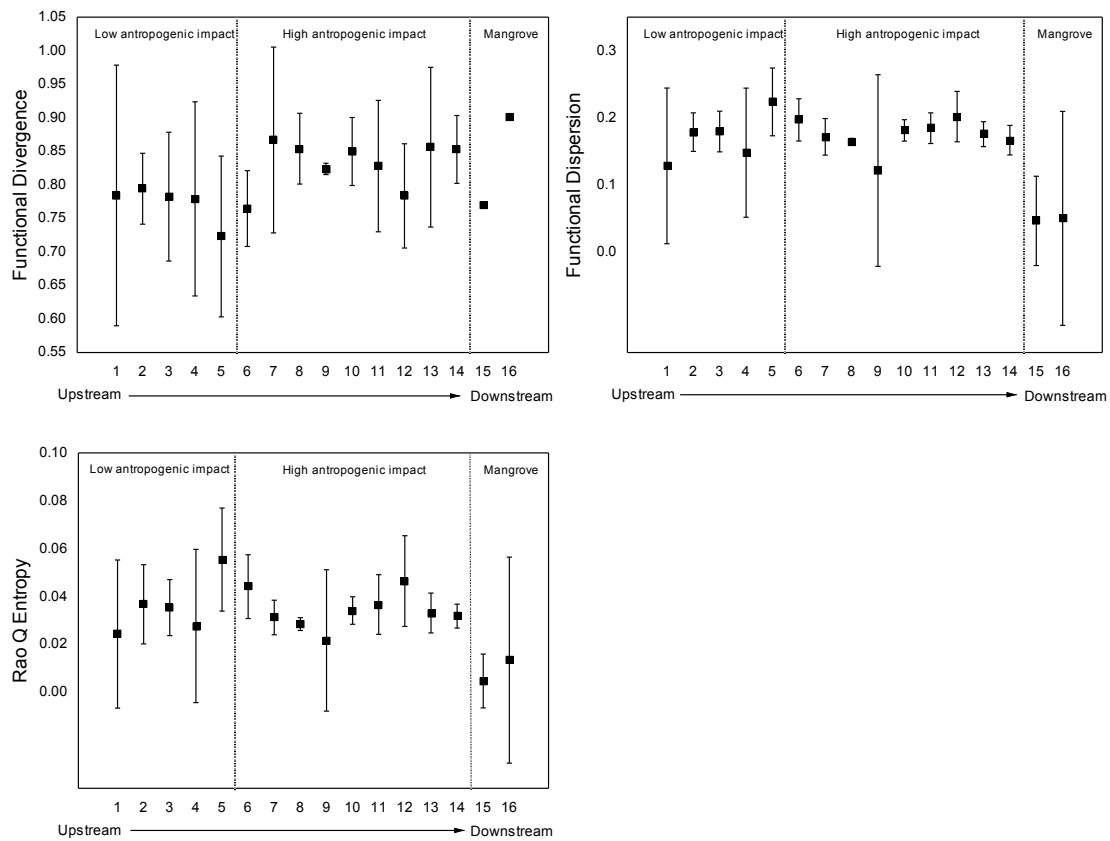 1.05
1.00
0.95
0.90
0.85
0.80
0.75
0.70
0.65
0.60
0.55
Functional Divergence
Low antropogenic impact High antropogenic impact Mangrove
1 2 3 4 5 6 7 8 9 10 11 12 13 14 15 16
Upstream Downstream
0.3
0.2
0.1
0.0
Functional Dispersion
Low antropogenic impact High antropogenic impact Mangrove
1 2 3 4 5 6 7 8 9 10 11 12 13 14 15 16
Upstream Downstream
0.10
0.08
0.06
0.04
0.02
0.00
Rao Q Entropy
Low antropogenic impact High antropogenic impact Mangrove
1 2 3 4 5 6 7 8 9 10 11 12 13 14 15 16
Upstream Downstream